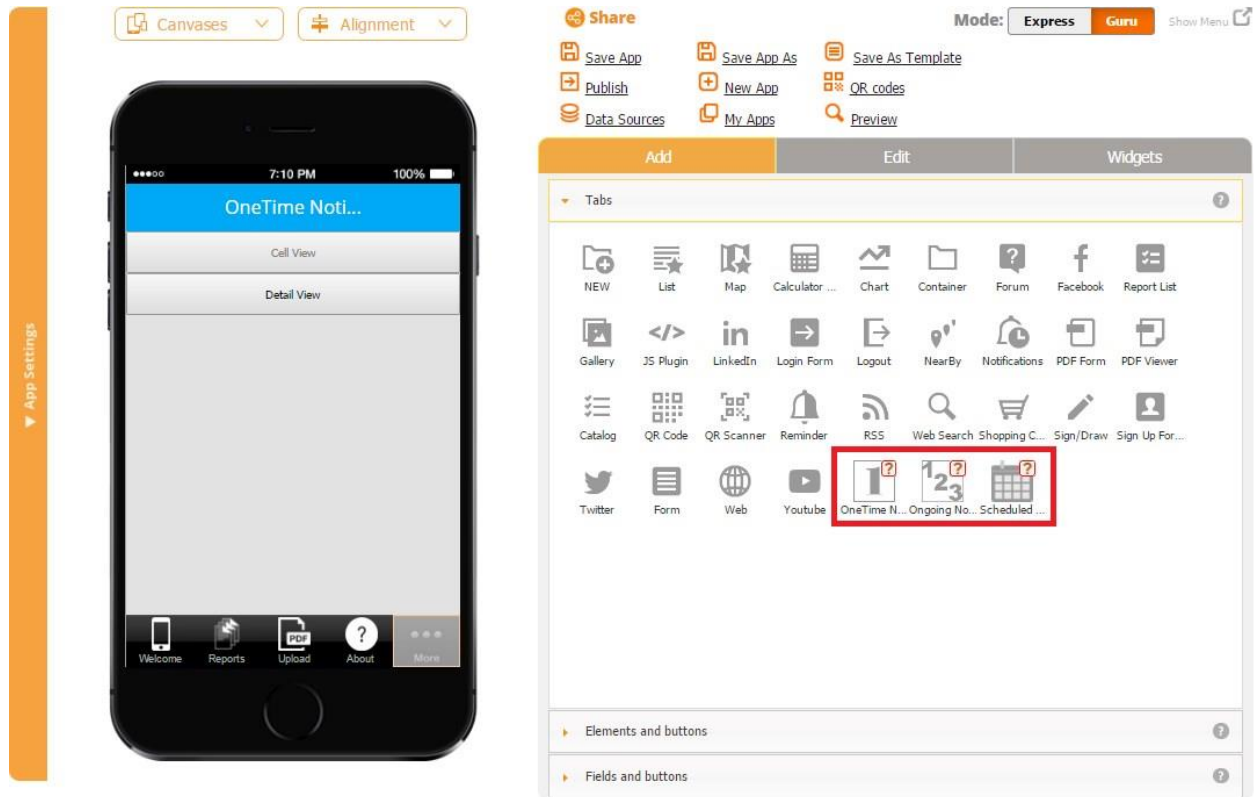 Canvases
Alignment
App Settings
7:10 PM
100%
OneTime Noti...
Cell View
Detail View
PDF
?
Welcome
Reports
Upload
About
More
Share
Mode:
Express
Guru
Show Menu
Save App
Save App As
Save As Template
Publish
New App
QR codes
Data Sources
My Apps
Preview
Add
Edit
Widgets
Tabs
?
?
f
NEW
List
Map
Calculator ...
Chart
Container
Forum
Facebook
Report List
</>
in
Gallery
JS Plugin
LinkedIn
Login Form
Logout
NearBy
Notifications
PDF Form
PDF Viewer
Catalog
QR Code
QR Scanner
Reminder
RSS
Web Search
Shopping C...
Sign/Draw
Sign Up For...
1
?
123
?
?
Twitter
Form
Web
Youtube
OneTime N...
Ongoing No...
Scheduled ...
Elements and buttons
?
Fields and buttons
?